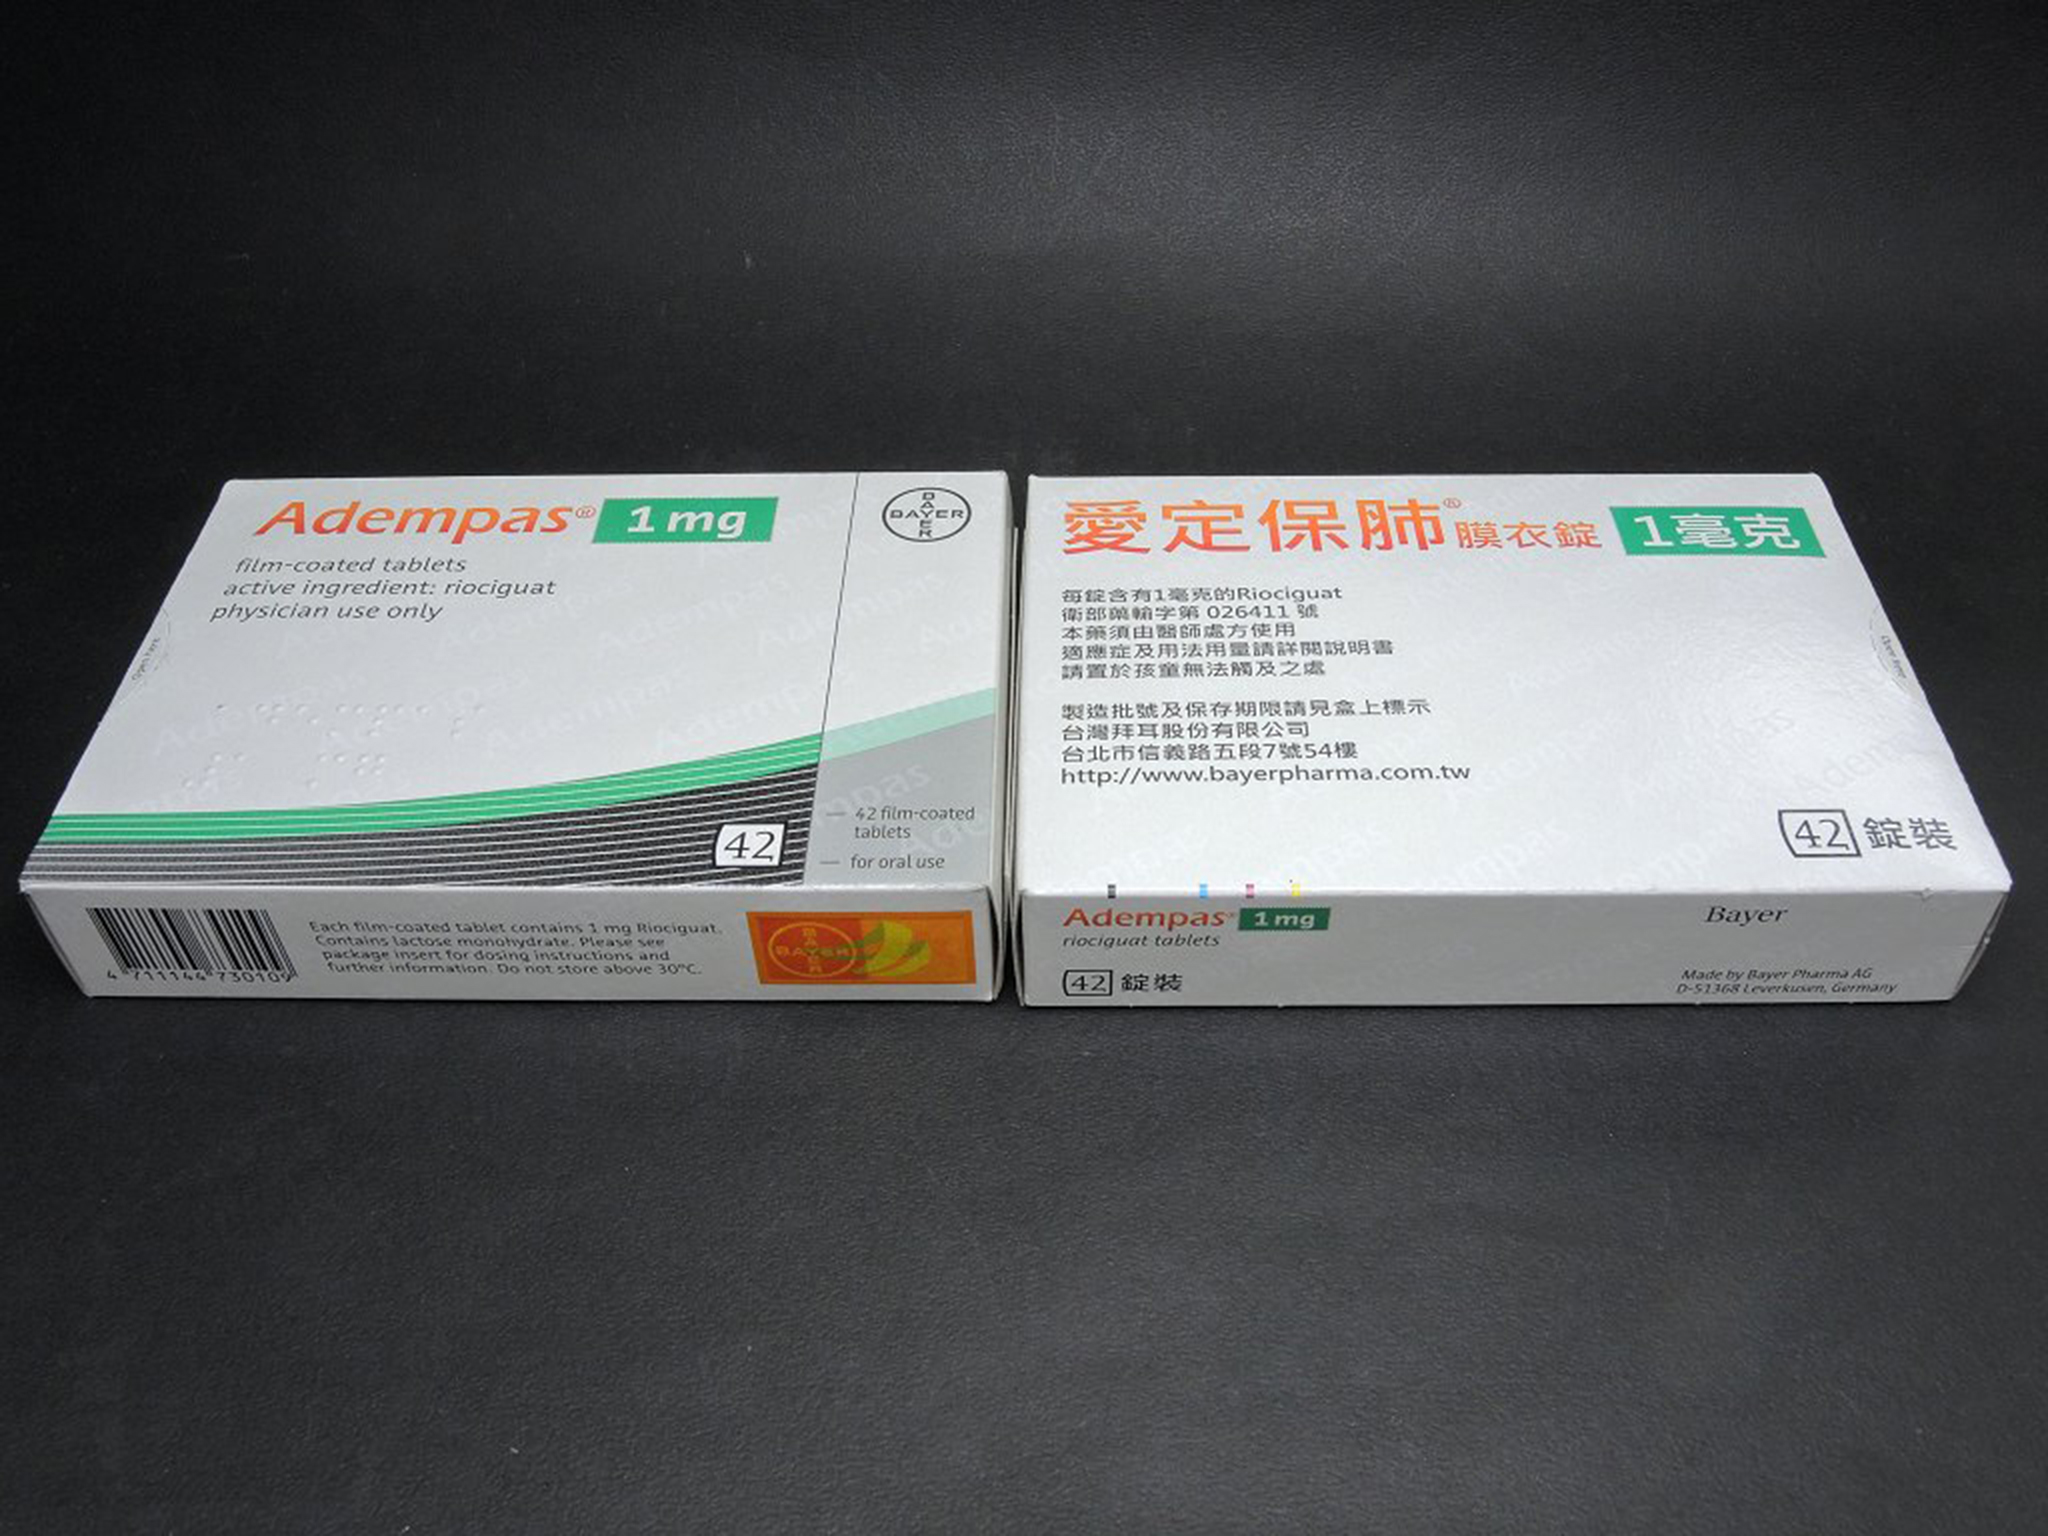 Adempas® 1 mg
film-coated tablets
active ingredient: riociguat
physician use only
BAYER
BAYER
Open here
42
42 film-coated
tablets
for oral use
4 711144 730109
Each film-coated tablet contains 1 mg Riociguat.
Contains lactose monohydrate. Please see
package insert for dosing instructions and
further information. Do not store above 30°C.
BAYER
BAYER
愛定保肺® 膜衣錠 1毫克
每錠含有1毫克的Riociguat
衛部藥輸字第 026411 號
本藥須由醫師處方使用
適應症及用法用量請詳閱說明書
請置於孩童無法觸及之處
製造批號及保存期限請見盒上標示
台灣拜耳股份有限公司
台北市信義路五段7號54樓
http://www.bayerpharma.com.tw
42 錠裝
Adempas® 1 mg
riociguat tablets
42 錠裝
Bayer
Made by Bayer Pharma AG
D-51368 Leverkusen, Germany